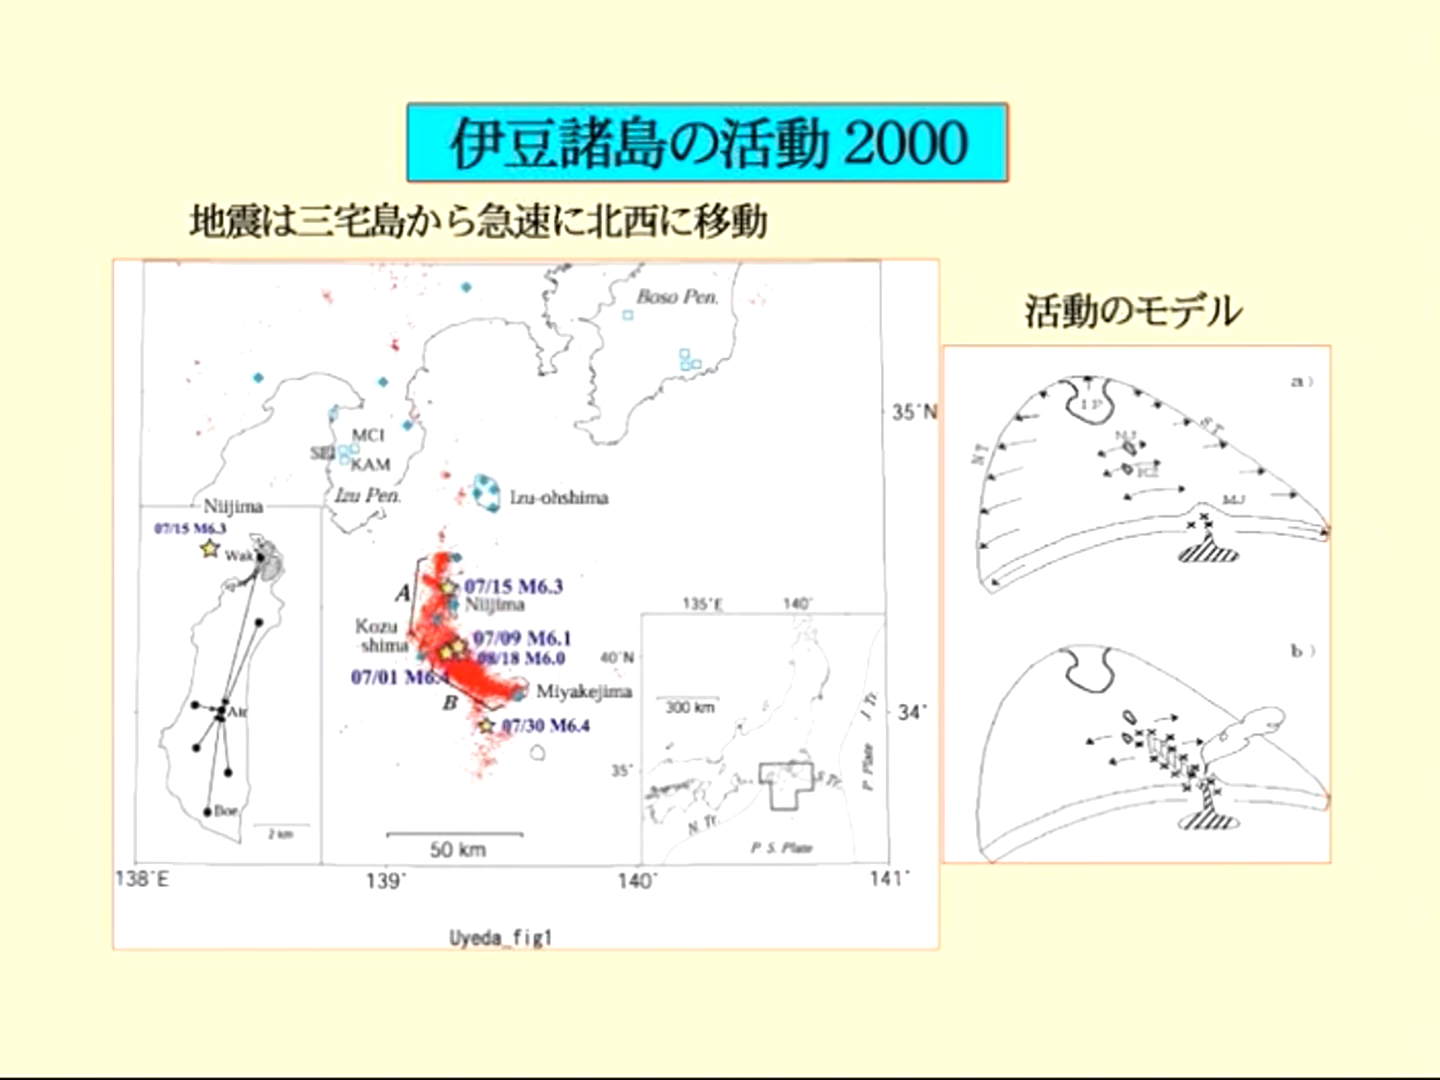 伊豆諸島の活動 2000
地震は三宅島から急速に北西に移動
活動のモデル
Boso Pen.
35°N
MCI
SEI
KAM
Izu Pen.
Izu-ohshima
Niijima
07/15 M6.3
Wak
A
07/15 M6.3
Niijima
Kozu
shima
07/09 M6.1
08/18 M6.0
07/01 M6.4
B
Miyakejima
07/30 M6.4
34°
Boe
2 km
50 km
135°E
140°
40°N
300 km
35°
J Tr.
S Tr.
N. Tr.
P Plate
P. S. Plate
138°E
139°
140°
141°
Uyeda_fig1
a)
I P
S T
N T
M J
b)